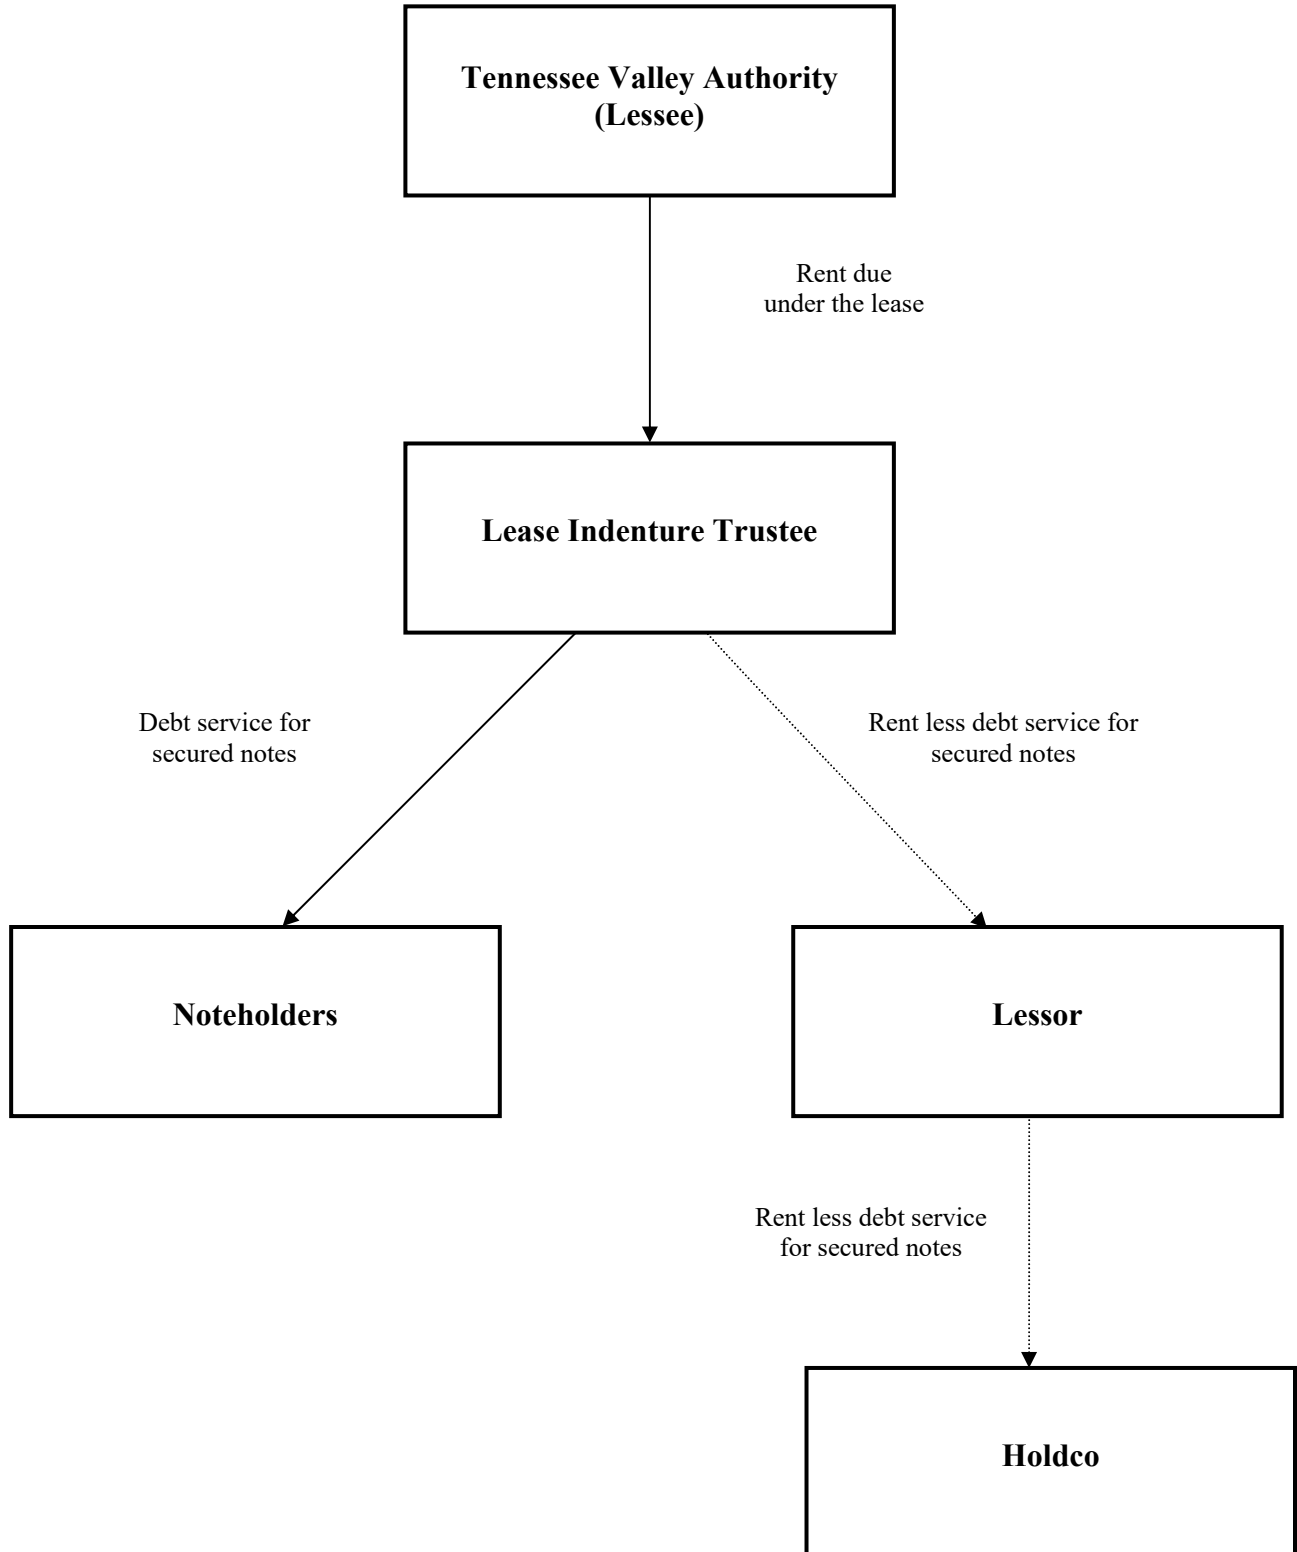 Tennessee Valley Authority
(Lessee)
Rent due
under the lease
Lease Indenture Trustee
Debt service for
secured notes
Rent less debt service for
secured notes
Noteholders
Lessor
Rent less debt service
for secured notes
Holdco